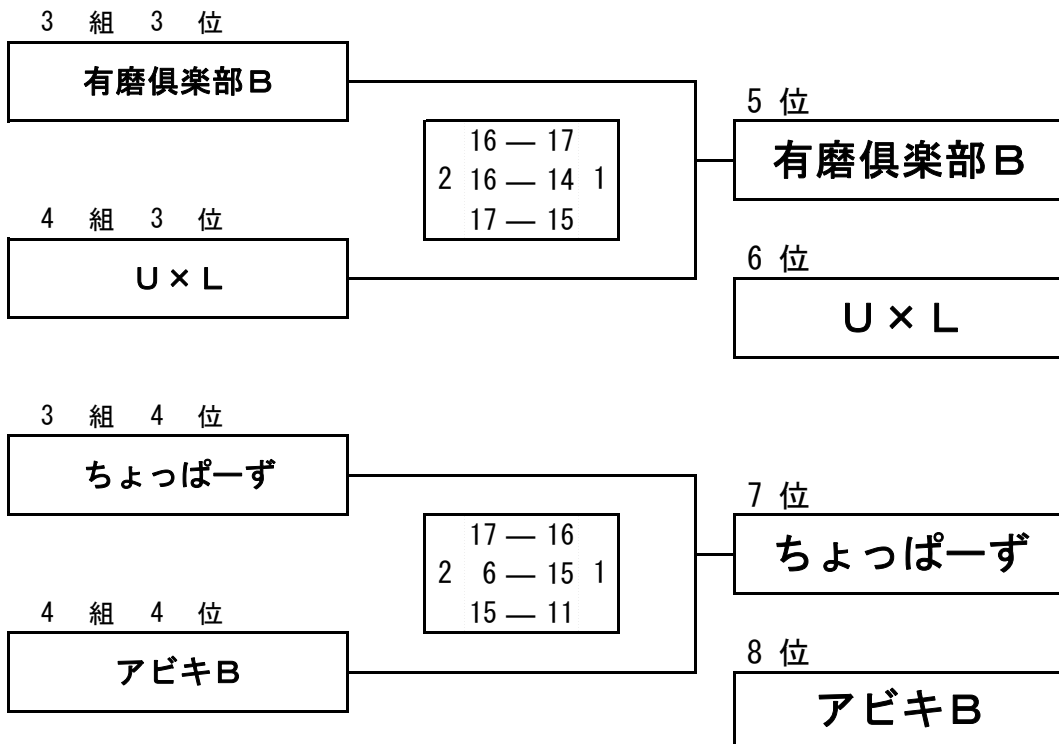 3 組 3 位
有磨倶楽部B
5 位
16 ― 17
2 16 ― 14 1
17 ― 15
有磨倶楽部B
4 組 3 位
U×L
6 位
U×L
3 組 4 位
ちょっぱーず
7 位
17 ― 16
2 6 ― 15 1
15 ― 11
ちょっぱーず
4 組 4 位
アビキB
8 位
アビキB